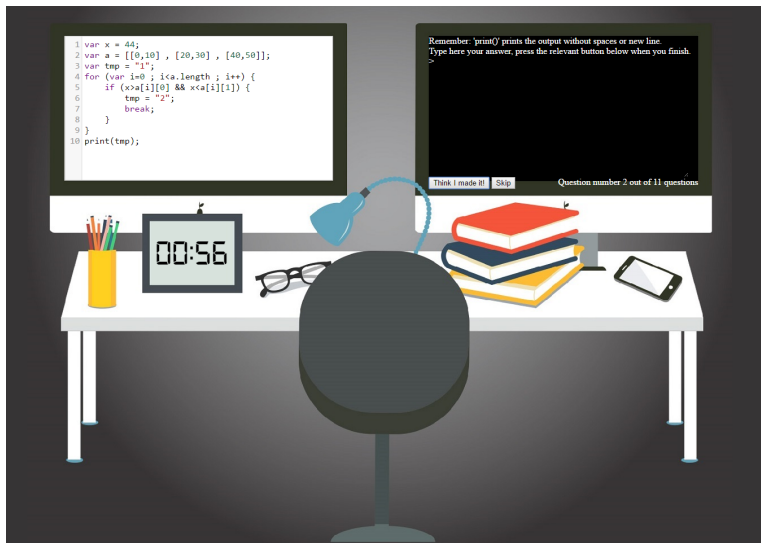 1 var x = 44;
2 var a = [[0,10] , [20,30] , [40,50]];
3 var tmp = "1";
4 for (var i=0 ; i<a.length ; i++) {
5     if (x>a[i][0] && x<a[i][1]) {
6         tmp = "2";
7         break;
8     }
9 }
10 print(tmp);
Remember: 'print()' prints the output without spaces or new line.
Type here your answer, press the relevant button below when you finish.
>
Think I made it! Skip Question number 2 out of 11 questions
00:56